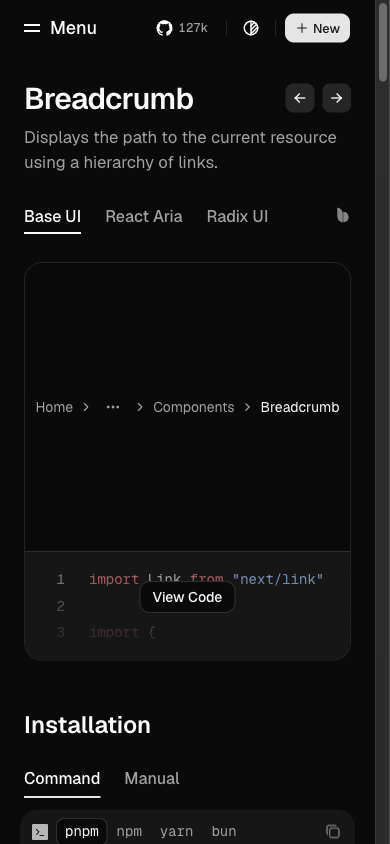 Menu 127k + New
Breadcrumb
Displays the path to the current resource
using a hierarchy of links.
Base UI React Aria Radix UI
Home > ••• > Components > Breadcrumb
1 import Link from "next/link"
2
View Code
3 import {
Installation
Command Manual
pnpm npm yarn bun